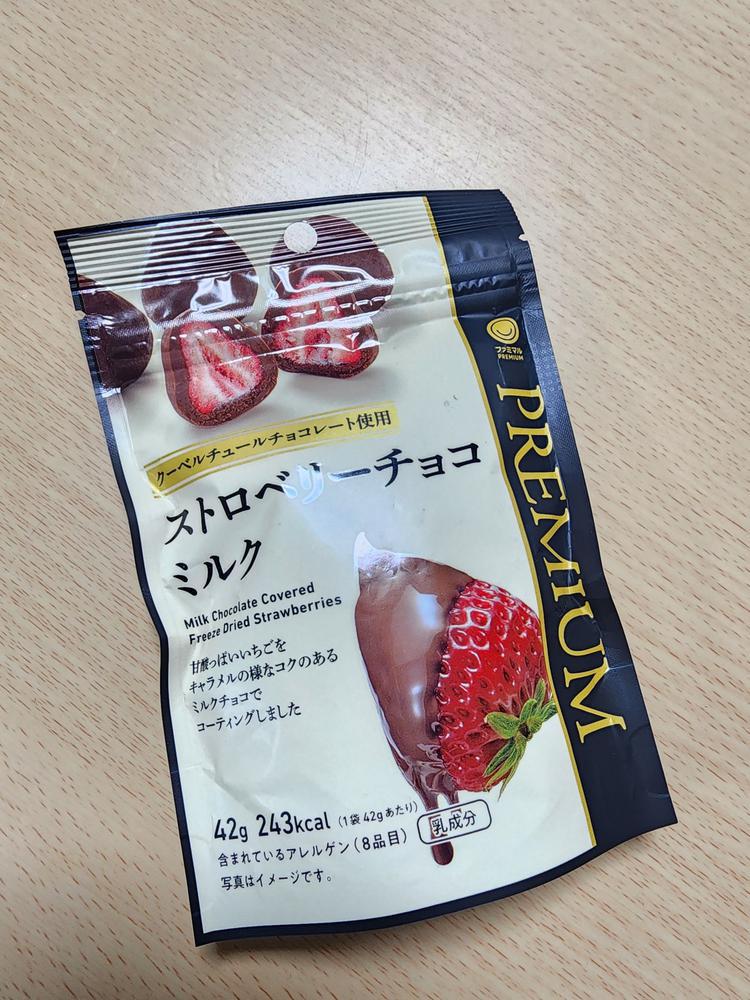 ファミマル
PREMIUM
PREMIUM
クーベルチュールチョコレート使用
ストロベリーチョコ
ミルク
Milk Chocolate Covered
Freeze Dried Strawberries
甘酸っぱいいちごを
キャラメルの様なコクのある
ミルクチョコで
コーティングしました
42g 243kcal (1袋 42gあたり)
含まれているアレルゲン(8品目) 乳成分
写真はイメージです。